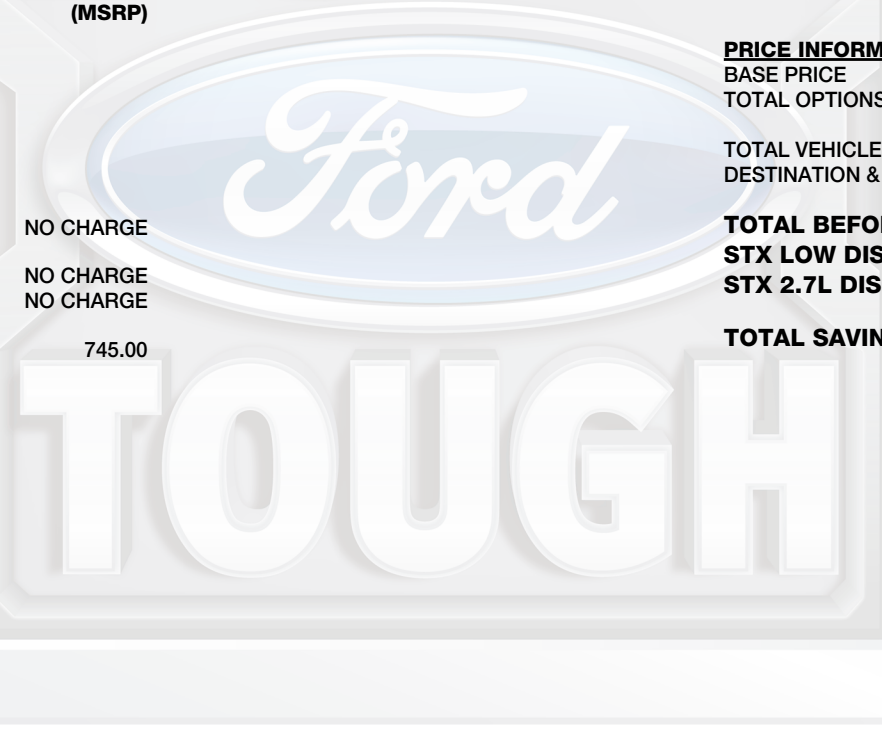 (MSRP)
NO CHARGE
NO CHARGE
NO CHARGE
745.00
PRICE INFORM
BASE PRICE
TOTAL OPTIONS
TOTAL VEHICLE
DESTINATION &
TOTAL BEFO
STX LOW DIS
STX 2.7L DIS
TOTAL SAVIN
Ford
TOUGH